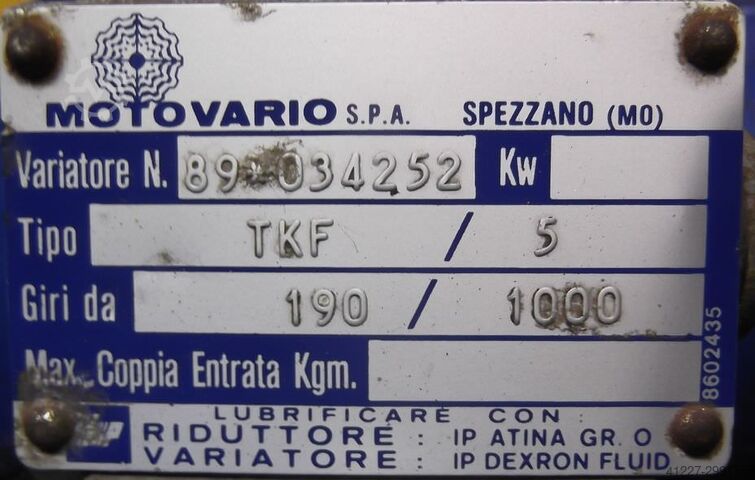 MOTOVARIO S.P.A. SPEZZANO (MO)
Variatore N. 89-034252 Kw
Tipo TKF / 5
Giri da 190 / 1000
Max. Coppia Entrata Kgm.
8602435
LUBRIFICARE CON:
IP RIDUTTORE : IP ATINA GR. O
VARIATORE : IP DEXRON FLUID